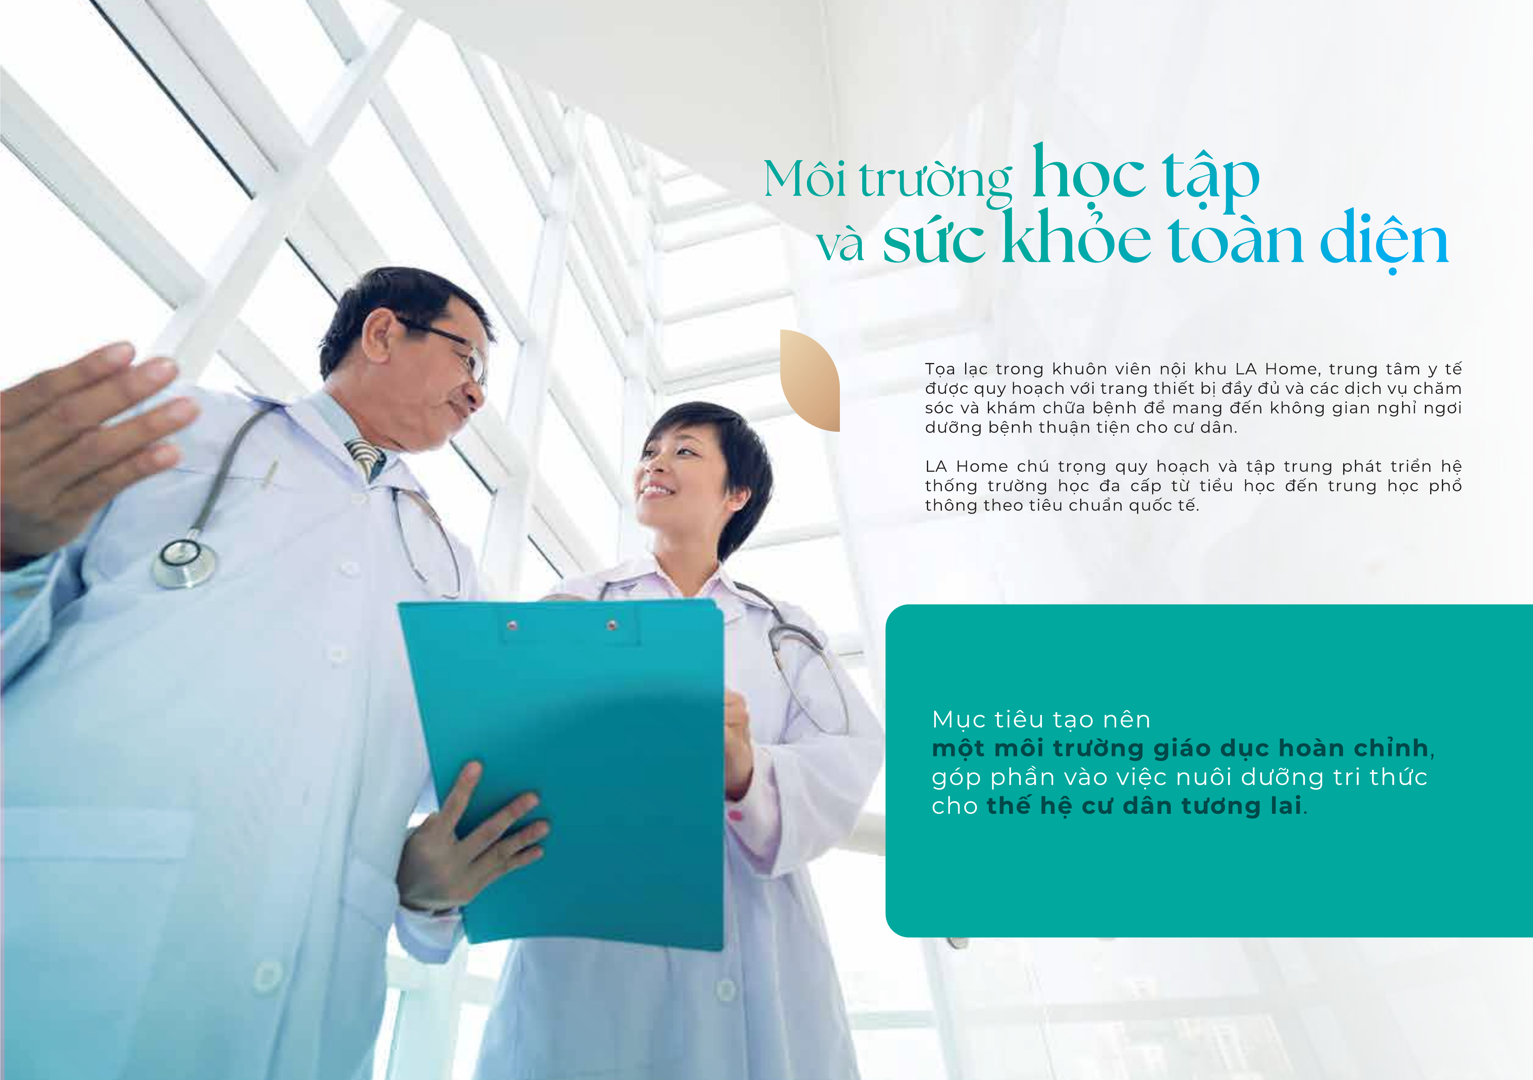 Môi trường học tập
và sức khỏe toàn diện
Tọa lạc trong khuôn viên nội khu LA Home, trung tâm y tế
được quy hoạch với trang thiết bị đầy đủ và các dịch vụ chăm
sóc và khám chữa bệnh để mang đến không gian nghỉ ngơi
dưỡng bệnh thuận tiện cho cư dân.
LA Home chú trọng quy hoạch và tập trung phát triển hệ
thống trường học đa cấp từ tiểu học đến trung học phổ
thông theo tiêu chuẩn quốc tế.
Mục tiêu tạo nên
một môi trường giáo dục hoàn chỉnh,
góp phần vào việc nuôi dưỡng tri thức
cho thế hệ cư dân tương lai.